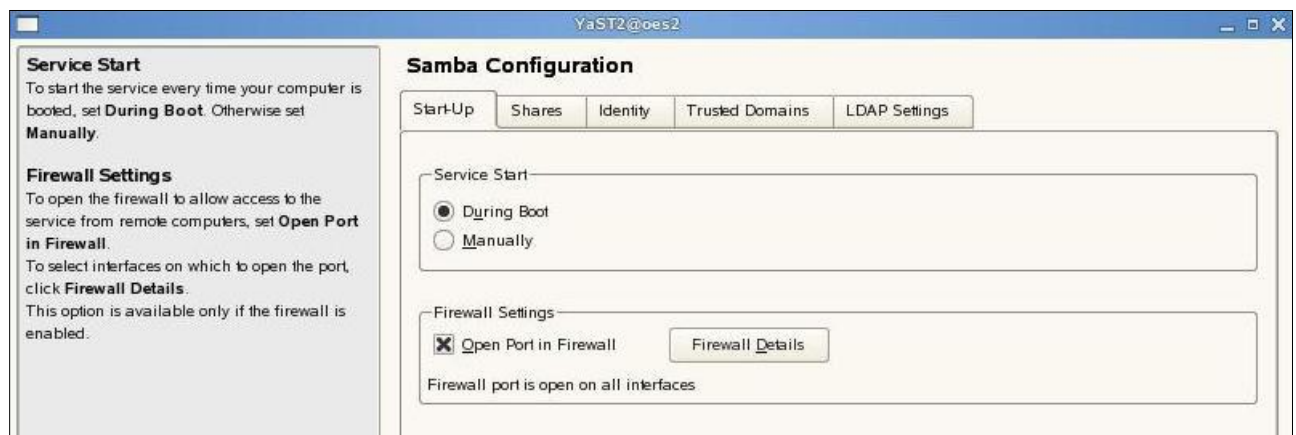 YaST2@oes2
Service Start
To start the service every time your computer is
booted, set During Boot. Otherwise set
Manually.
Firewall Settings
To open the firewall to allow access to the
service from remote computers, set Open Port
in Firewall.
To select interfaces on which to open the port,
click Firewall Details.
This option is available only if the firewall is
enabled.
Samba Configuration
Start-Up
Shares
Identity
Trusted Domains
LDAP Settings
Service Start
During Boot
Manually
Firewall Settings
Open Port in Firewall
Firewall Details
Firewall port is open on all interfaces